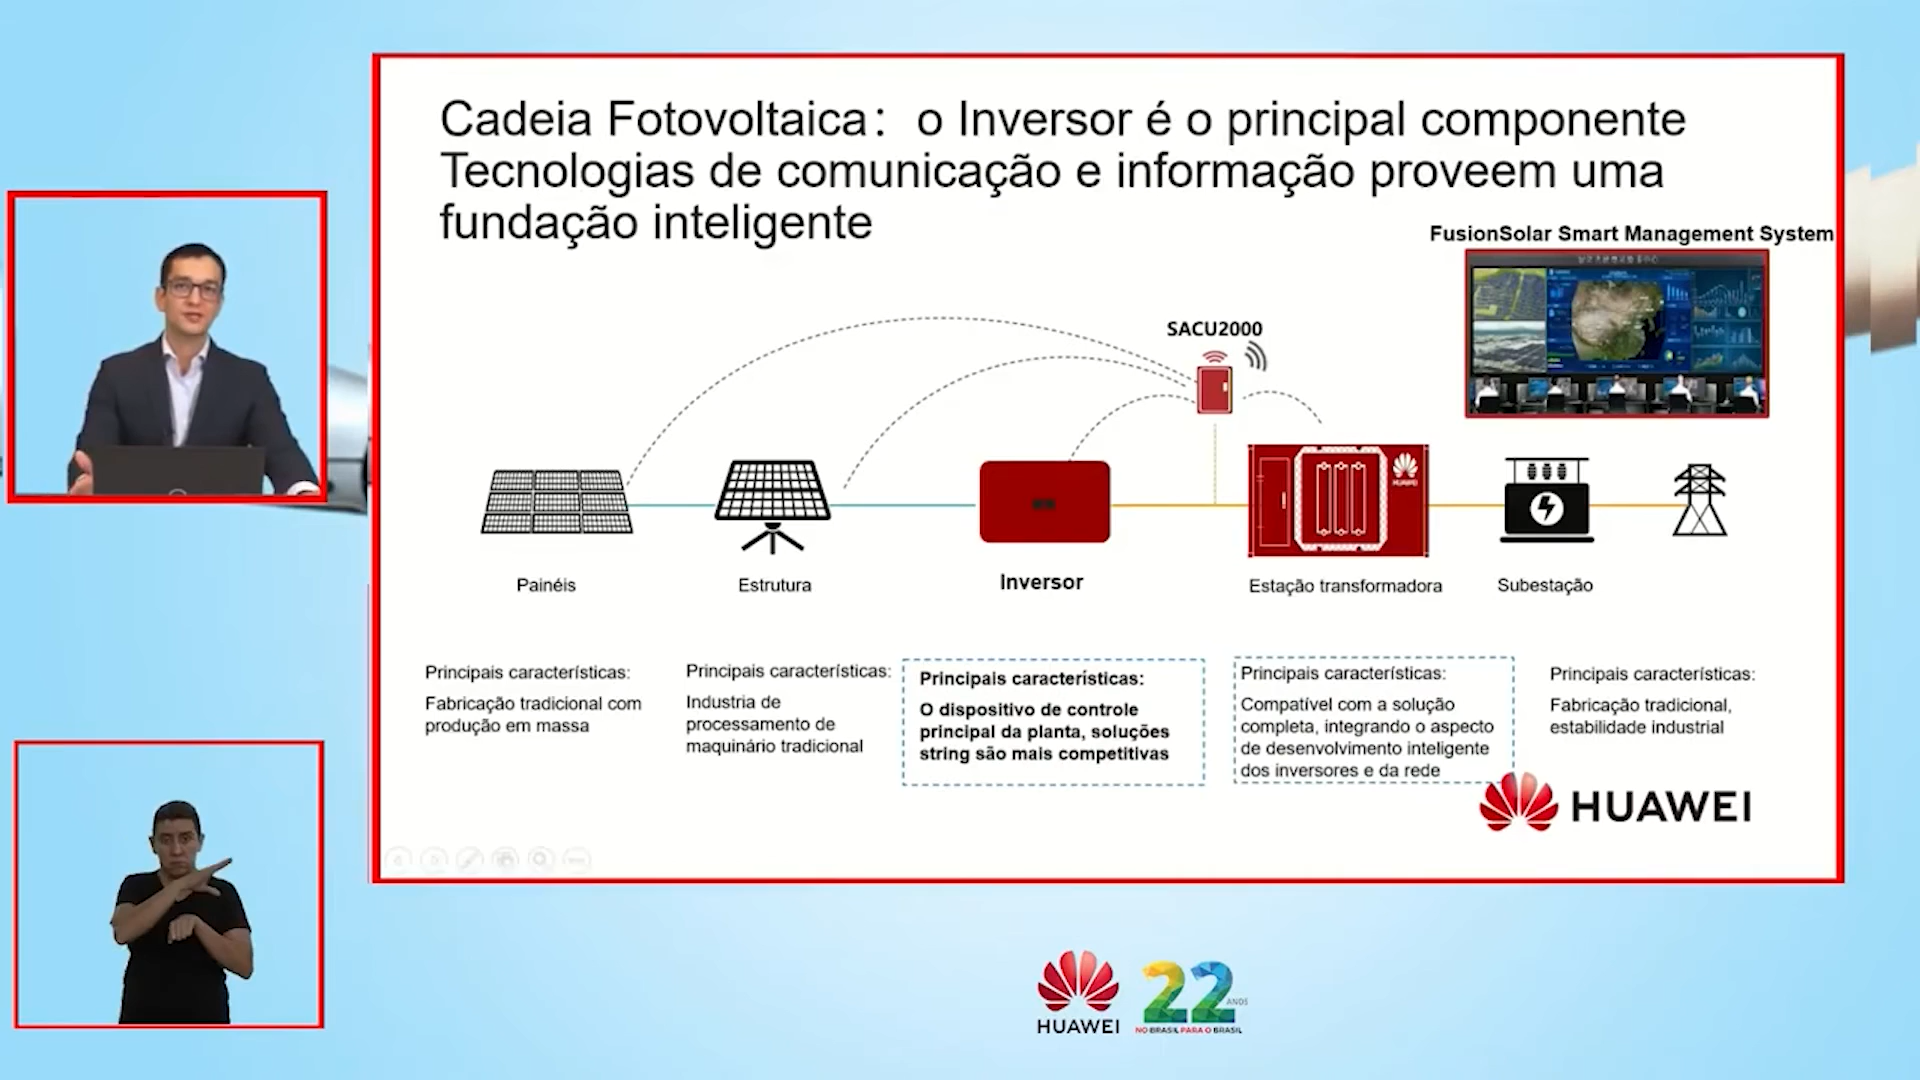 Cadeia Fotovoltaica: o Inversor é o principal componente
Tecnologias de comunicação e informação proveem uma
fundação inteligente
FusionSolar Smart Management System
SACU2000
HUAWEI
Painéis
Estrutura
Inversor
Estação transformadora
Subestação
Principais características:
Fabricação tradicional com
produção em massa
Principais características:
Industria de
processamento de
maquinário tradicional
Principais características:
O dispositivo de controle
principal da planta, soluções
string são mais competitivas
Principais características:
Compatível com a solução
completa, integrando o aspecto
de desenvolvimento inteligente
dos inversores e da rede
Principais características:
Fabricação tradicional,
estabilidade industrial
HUAWEI
HUAWEI
22
ANOS
NO BRASIL PARA O BRASIL